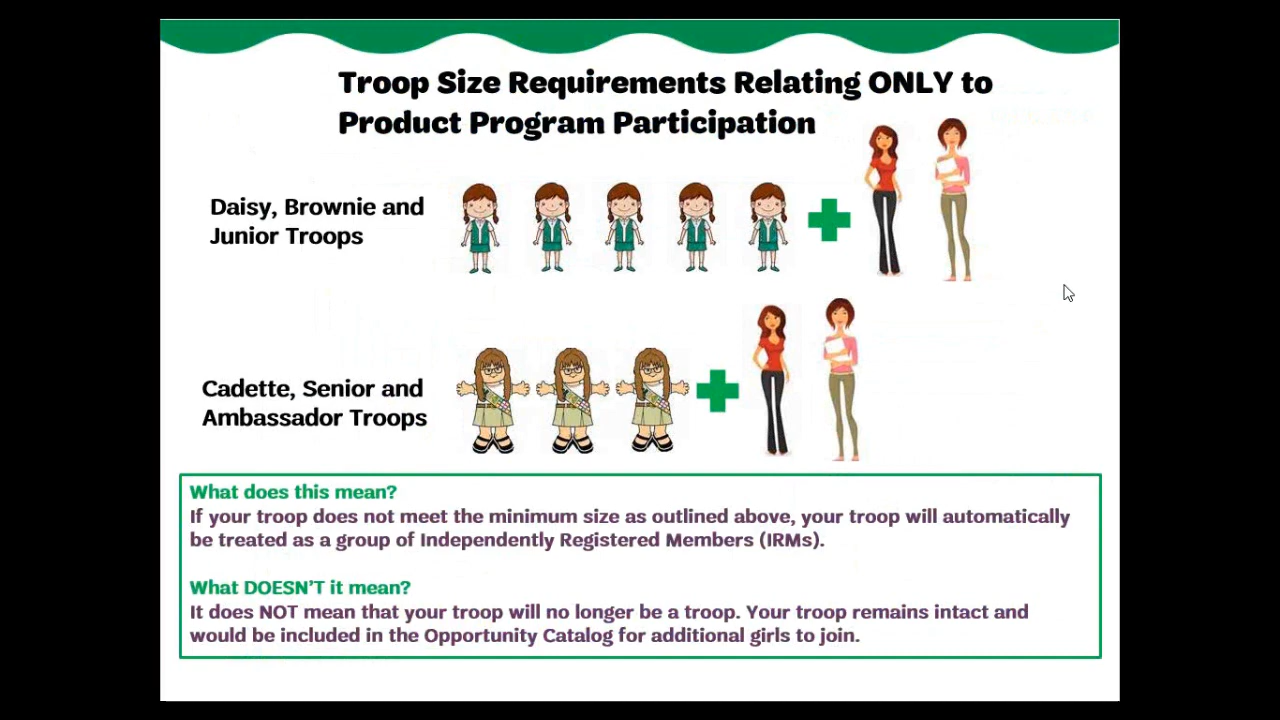 Troop Size Requirements Relating ONLY to
Product Program Participation
Daisy, Brownie and
Junior Troops
Cadette, Senior and
Ambassador Troops
What does this mean?
If your troop does not meet the minimum size as outlined above, your troop will automatically
be treated as a group of Independently Registered Members (IRMs).
What DOESN'T it mean?
It does NOT mean that your troop will no longer be a troop. Your troop remains intact and
would be included in the Opportunity Catalog for additional girls to join.